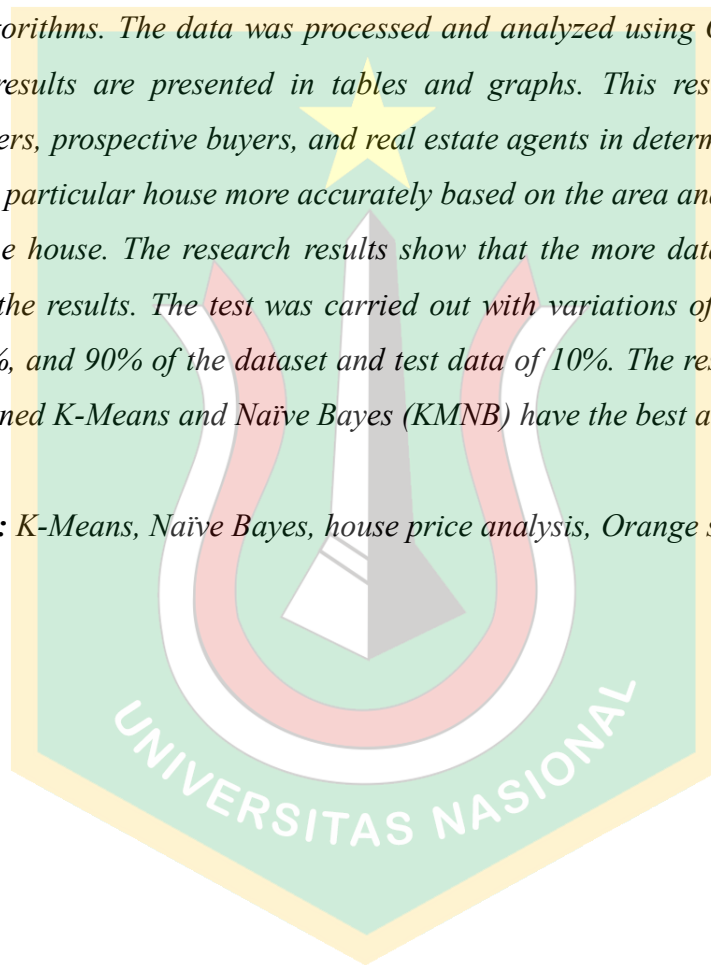 orithms. The data was processed and analyzed using
results are presented in tables and graphs. This res
ers, prospective buyers, and real estate agents in determ
particular house more accurately based on the area an
e house. The research results show that the more dat
the results. The test was carried out with variations of
%, and 90% of the dataset and test data of 10%. The res
ned K-Means and Naïve Bayes (KMNB) have the best a
: K-Means, Naïve Bayes, house price analysis, Orange s
UNIVERSITAS NASIONAL